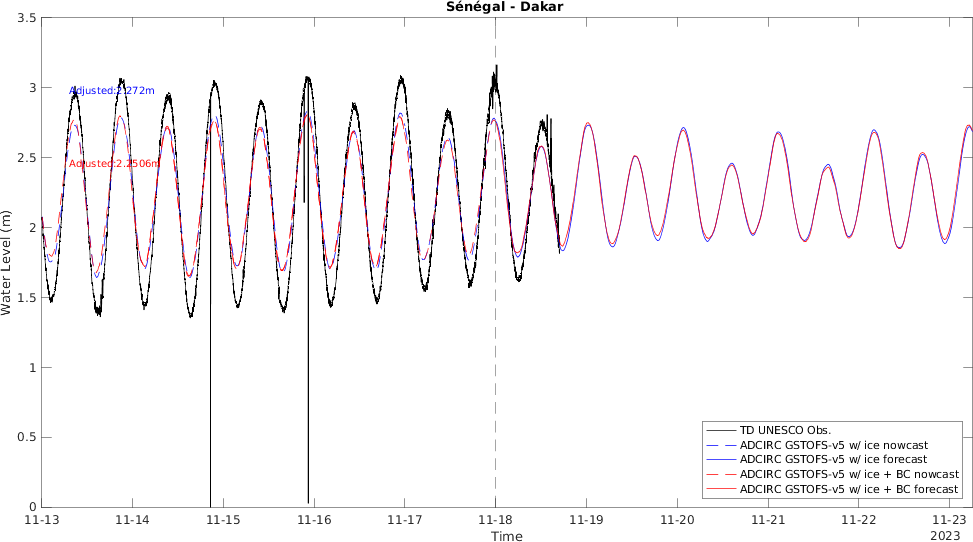 Sénégal - Dakar
3.5
3
2.5
2
1.5
1
0.5
0
Water Level (m)
Adjusted:2.272m
Adjusted:2.2506m
TD UNESCO Obs.
ADCIRC GSTOFS-v5 w/ ice nowcast
ADCIRC GSTOFS-v5 w/ ice forecast
ADCIRC GSTOFS-v5 w/ ice + BC nowcast
ADCIRC GSTOFS-v5 w/ ice + BC forecast
11-13 11-14 11-15 11-16 11-17 11-18 11-19 11-20 11-21 11-22 11-23
Time
2023